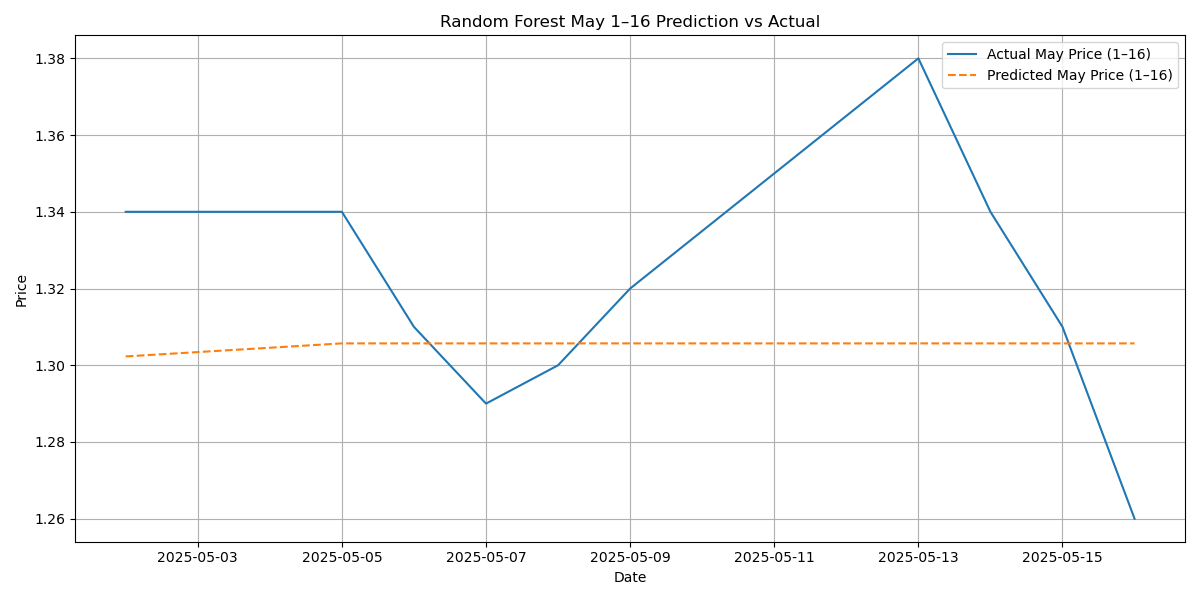 Random Forest May 1–16 Prediction vs Actual
Actual May Price (1–16)
Predicted May Price (1–16)
Price
1.38
1.36
1.34
1.32
1.30
1.28
1.26
2025-05-03
2025-05-05
2025-05-07
2025-05-09
2025-05-11
2025-05-13
2025-05-15
Date